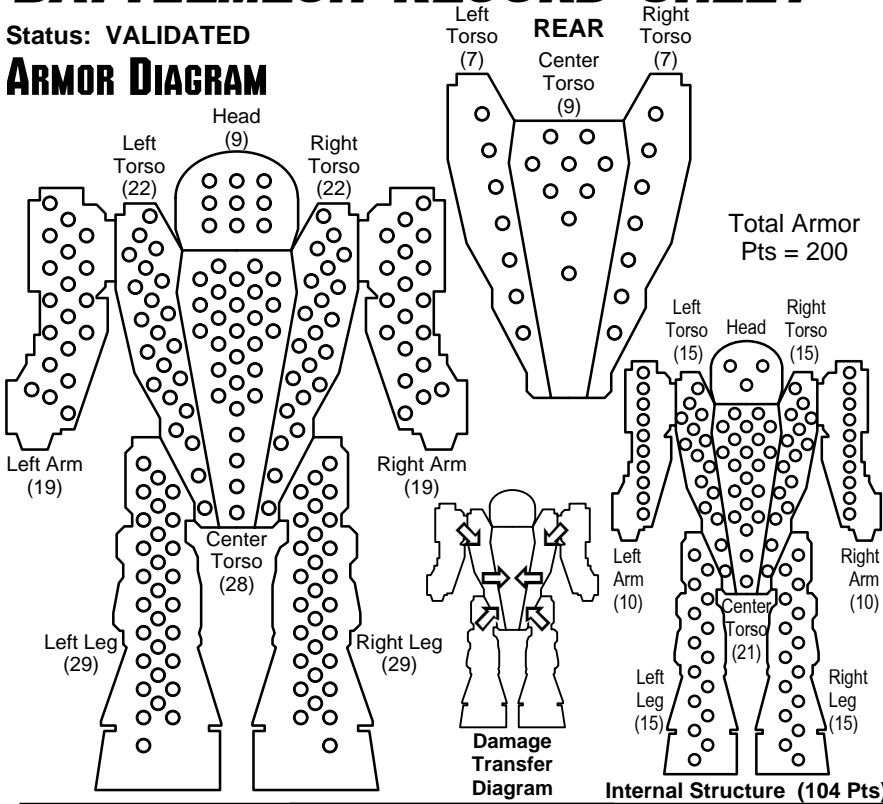 Status: VALIDATED
ARMOR DIAGRAM
Head
(9)
Left
Torso
(22)
Right
Torso
(22)
Left Arm
(19)
Right Arm
(19)
Center
Torso
(28)
Left Leg
(29)
Right Leg
(29)
Left
Torso
(7)
REAR
Center
Torso
(9)
Right
Torso
(7)
Total Armor
Pts = 200
Left
Torso
(15)
Head
Right
Torso
(15)
Left
Arm
(10)
Right
Arm
(10)
Center
Torso
(21)
Left
Leg
(15)
Right
Leg
(15)
Damage
Transfer
Diagram
Internal Structure (104 Pts)